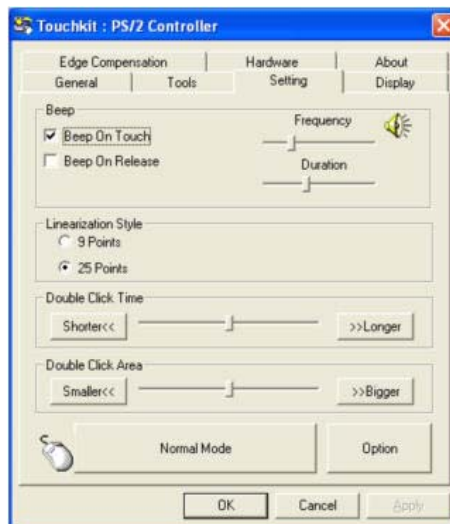 Touchkit : PS/2 Controller
Edge Compensation Hardware About
General Tools Setting Display
Beep
Beep On Touch
Beep On Release
Frequency
Duration
Linearization Style
9 Points
25 Points
Double Click Time
Shorter<< >>Longer
Double Click Area
Smaller<< >>Bigger
Normal Mode Option
OK Cancel Apply